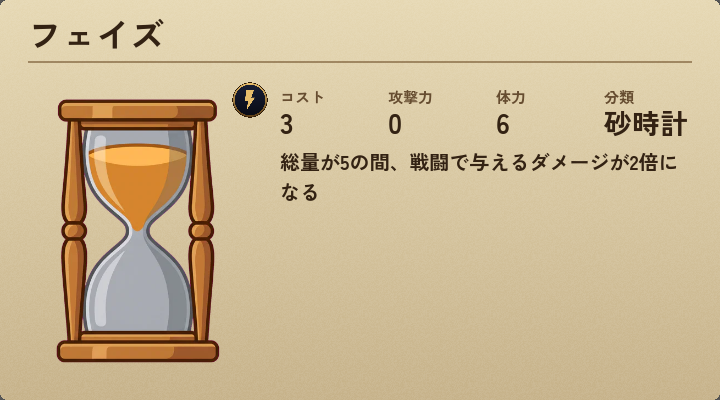 フェイズ
コスト 攻撃力 体力 分類
3 0 6 砂時計
総量が5の間、戦闘で与えるダメージが2倍に
なる